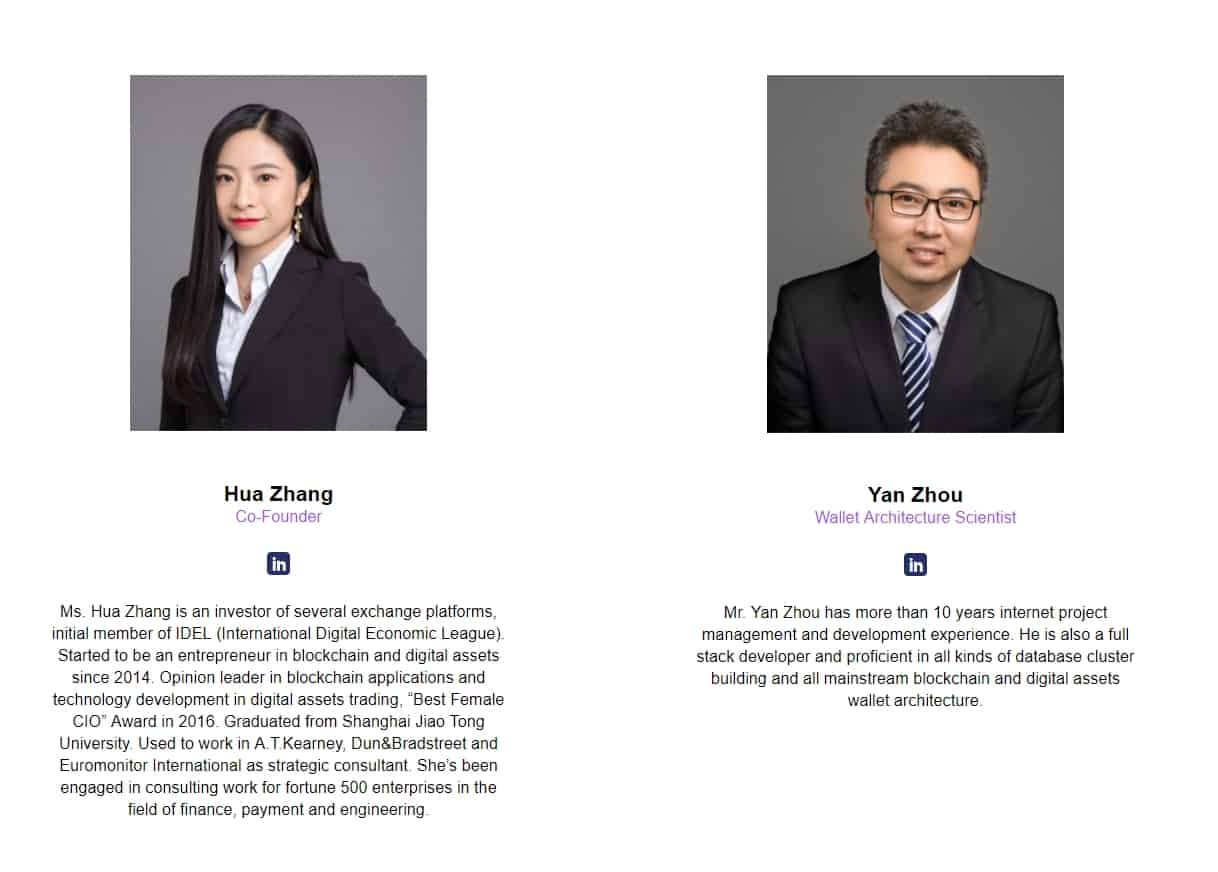 Hua Zhang
Co-Founder
in
Ms. Hua Zhang is an investor of several exchange platforms,
initial member of IDEL (International Digital Economic League).
Started to be an entrepreneur in blockchain and digital assets
since 2014. Opinion leader in blockchain applications and
technology development in digital assets trading, “Best Female
CIO” Award in 2016. Graduated from Shanghai Jiao Tong
University. Used to work in A.T.Kearney, Dun&Bradstreet and
Euromonitor International as strategic consultant. She’s been
engaged in consulting work for fortune 500 enterprises in the
field of finance, payment and engineering.
Yan Zhou
Wallet Architecture Scientist
in
Mr. Yan Zhou has more than 10 years internet project
management and development experience. He is also a full
stack developer and proficient in all kinds of database cluster
building and all mainstream blockchain and digital assets
wallet architecture.